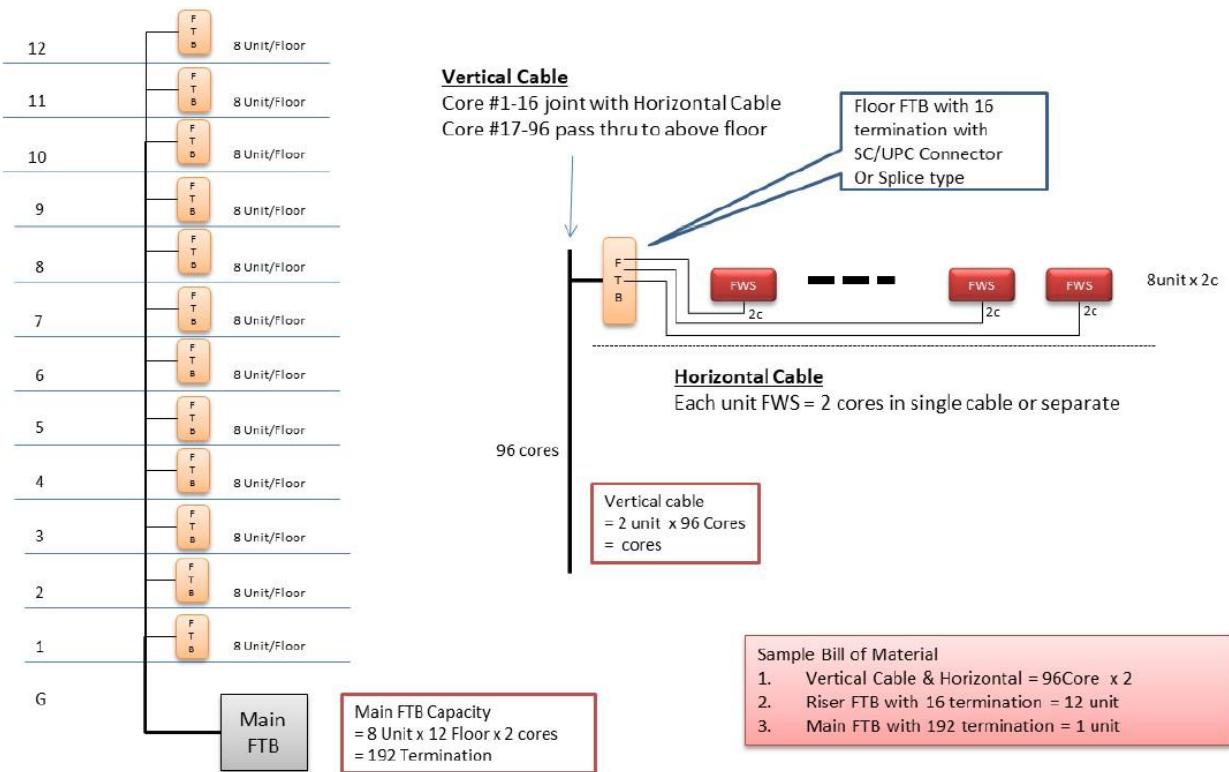 12
F
T
B
8 Unit/Floor
11
F
T
B
8 Unit/Floor
10
F
T
B
8 Unit/Floor
9
F
T
B
8 Unit/Floor
8
F
T
B
8 Unit/Floor
7
F
T
B
8 Unit/Floor
6
F
T
B
8 Unit/Floor
5
F
T
B
8 Unit/Floor
4
F
T
B
8 Unit/Floor
3
F
T
B
8 Unit/Floor
2
F
T
B
8 Unit/Floor
1
F
T
B
8 Unit/Floor
G
Main
FTB
Main FTB Capacity
= 8 Unit x 12 Floor x 2 cores
= 192 Termination
Vertical Cable
Core #1-16 joint with Horizontal Cable
Core #17-96 pass thru to above floor
Floor FTB with 16
termination with
SC/UPC Connector
Or Splice type
F
T
B
FWS
2c
FWS
2c
FWS
2c
8unit x 2c
Horizontal Cable
Each unit FWS = 2 cores in single cable or separate
96 cores
Vertical cable
= 2 unit x 96 Cores
= cores
Sample Bill of Material
1. Vertical Cable & Horizontal = 96Core x 2
2. Riser FTB with 16 termination = 12 unit
3. Main FTB with 192 termination = 1 unit